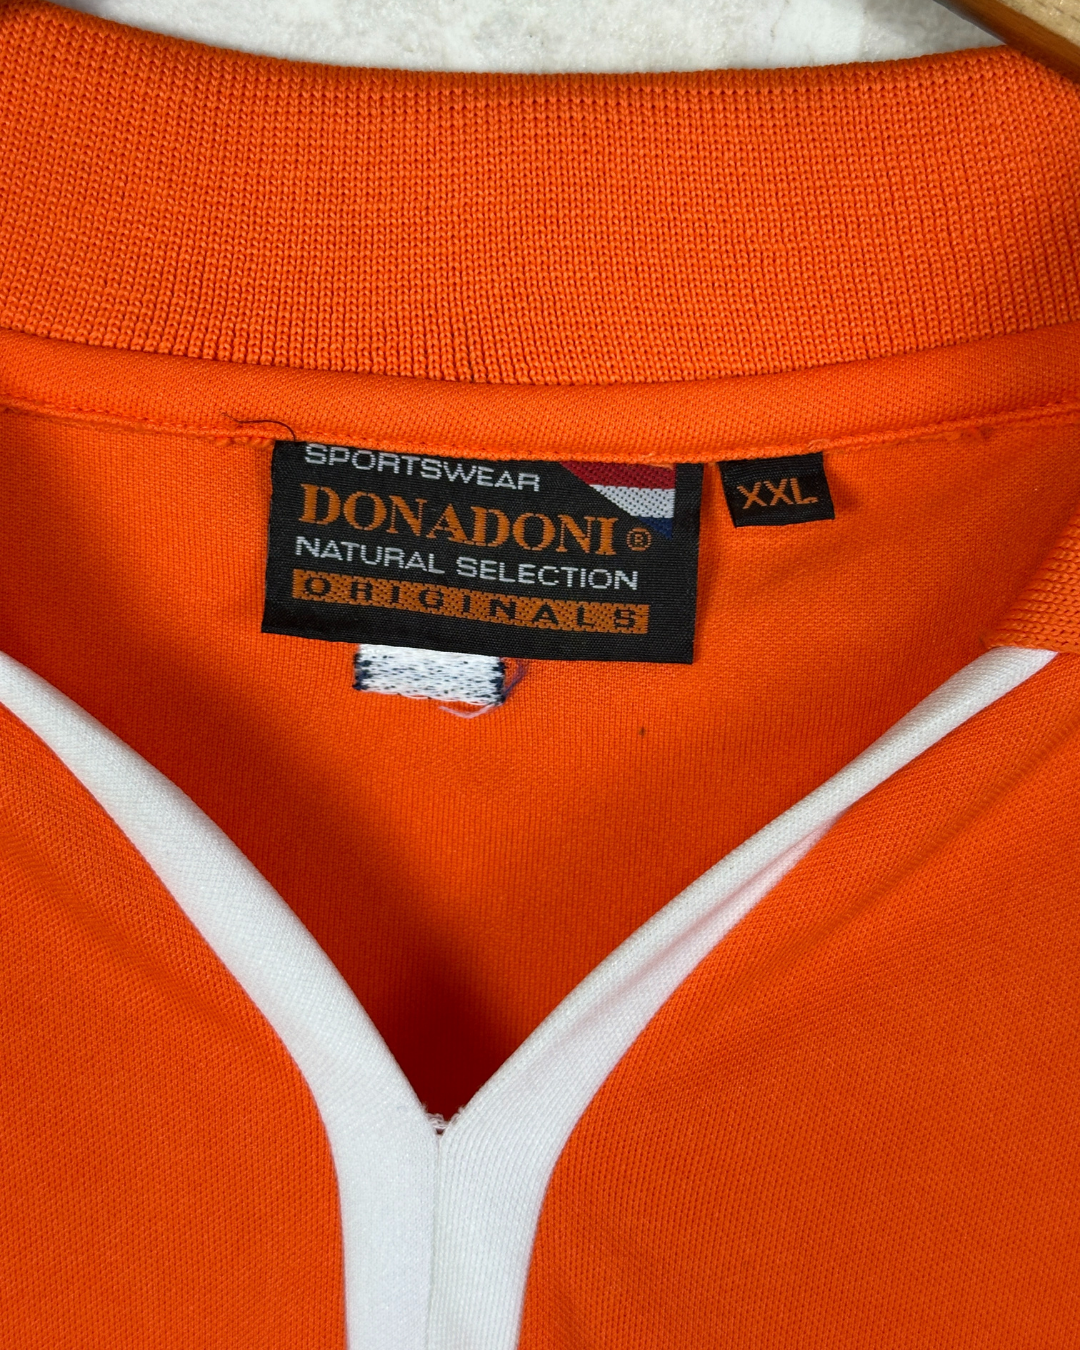 SPORTSWEAR
DONADONI®
NATURAL SELECTION
ORIGINALS
XXL